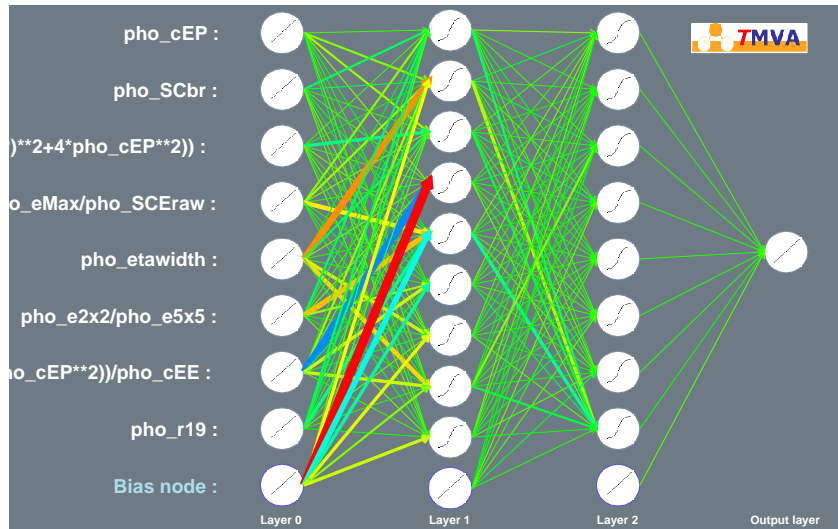 pho_cEP :
TMVA
pho_SCbr :
)**2+4*pho_cEP**2)) :
o_eMax/pho_SCEraw :
pho_etawidth :
pho_e2x2/pho_e5x5 :
ho_cEP**2))/pho_cEE :
pho_r19 :
Bias node :
Layer 0
Layer 1
Layer 2
Output layer